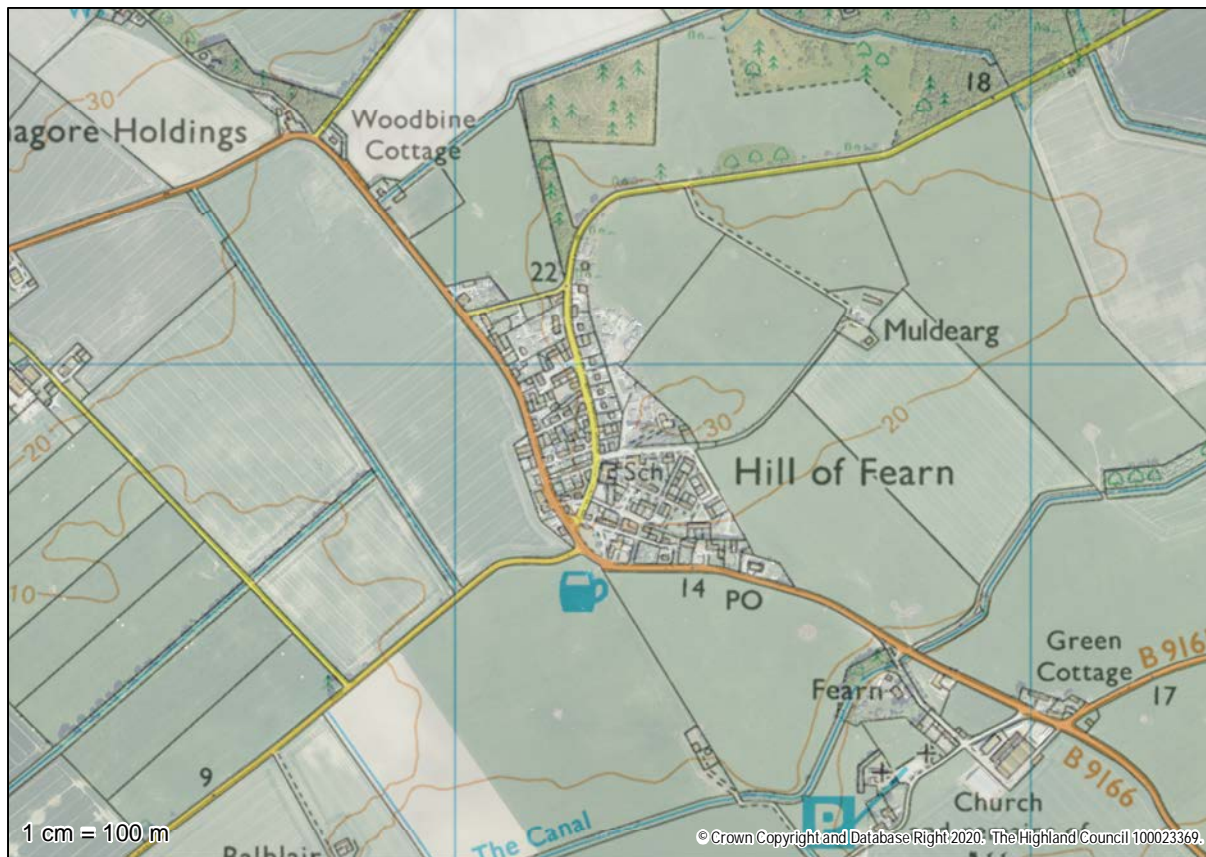 30
Woodbine
Cottage
agore Holdings
18
22
Muldearg
20
30
20
Sch
Hill of Fearn
10
14
PO
Green
Cottage
B 916
17
Fearn
9
B 9166
Church
The Canal
P
1 cm = 100 m
© Crown Copyright and Database Right 2020. The Highland Council 100023369.
Balblair